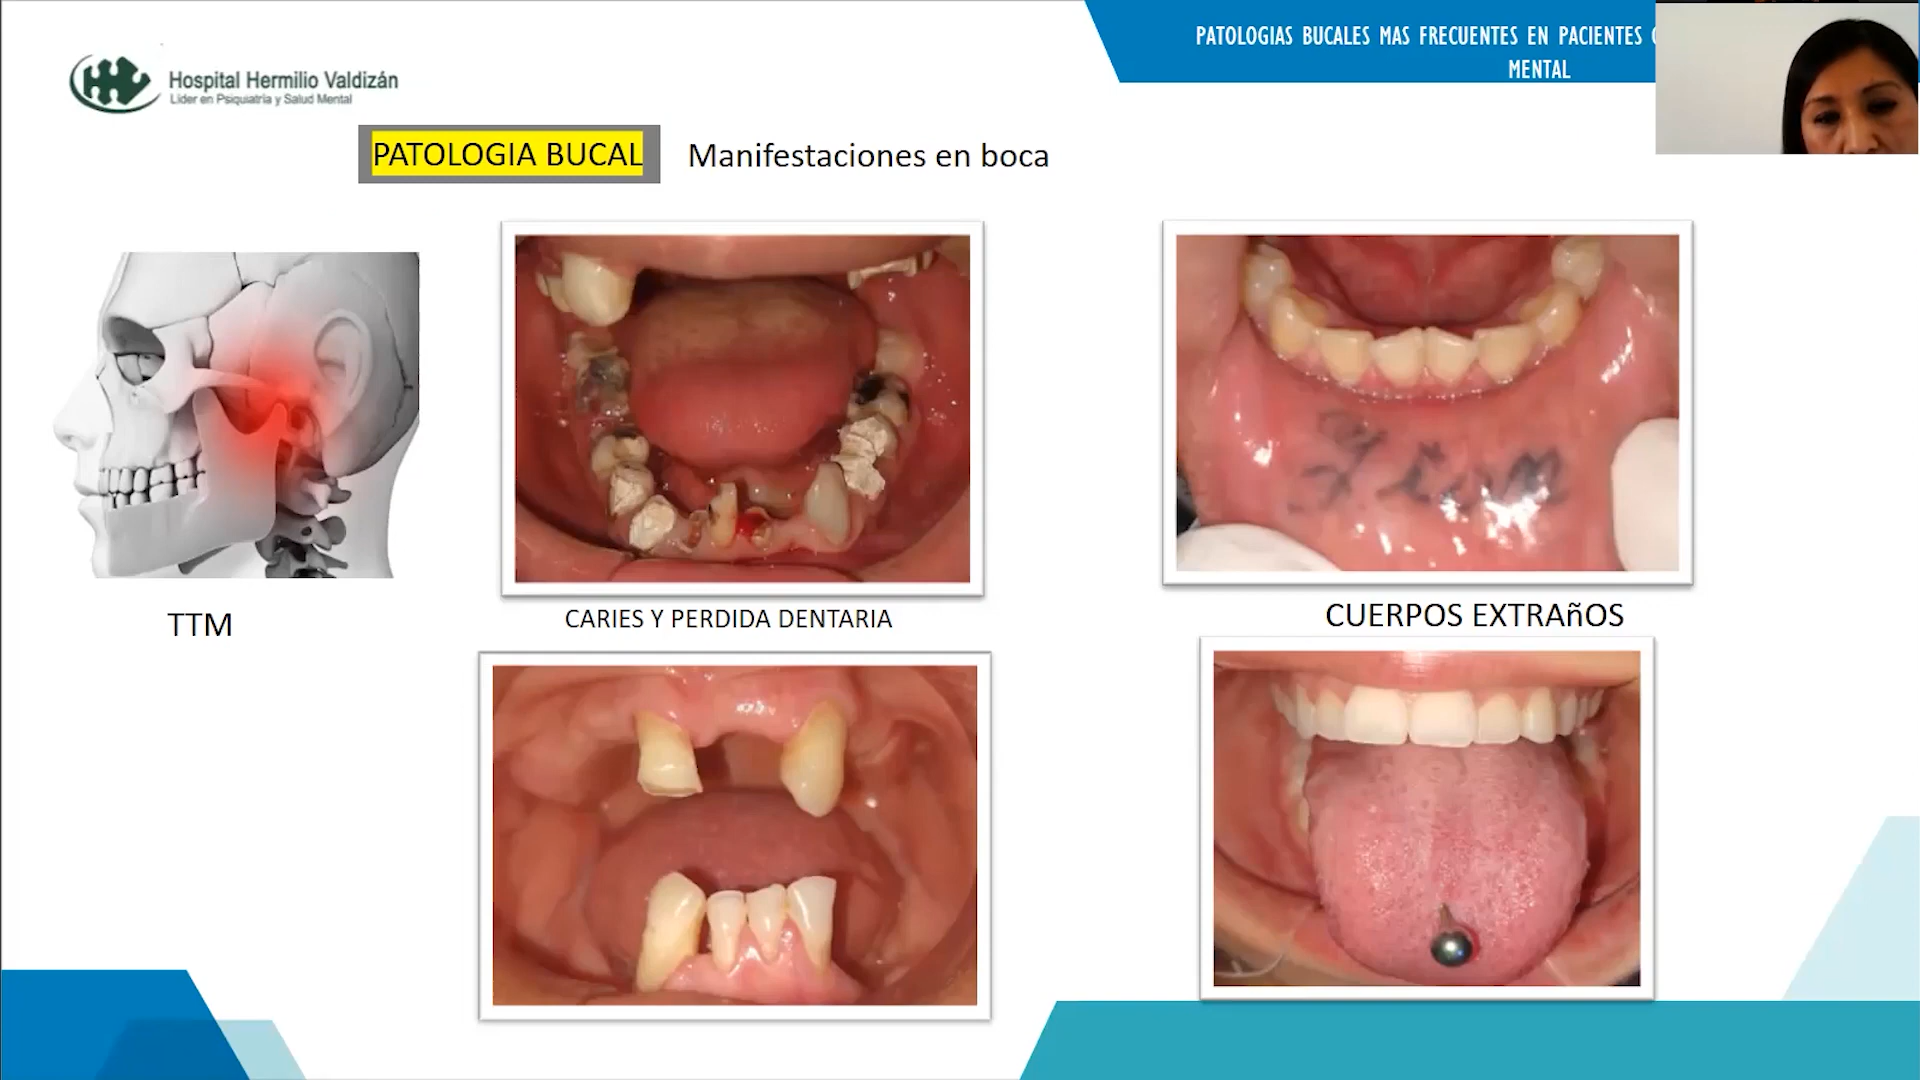 PATOLOGIAS BUCALES MAS FRECUENTES EN PACIENTES
MENTAL
Hospital Hermilio Valdizán
Líder en Psiquiatría y Salud Mental
PATOLOGIA BUCAL
Manifestaciones en boca
TTM
CARIES Y PERDIDA DENTARIA
CUERPOS EXTRAñOS